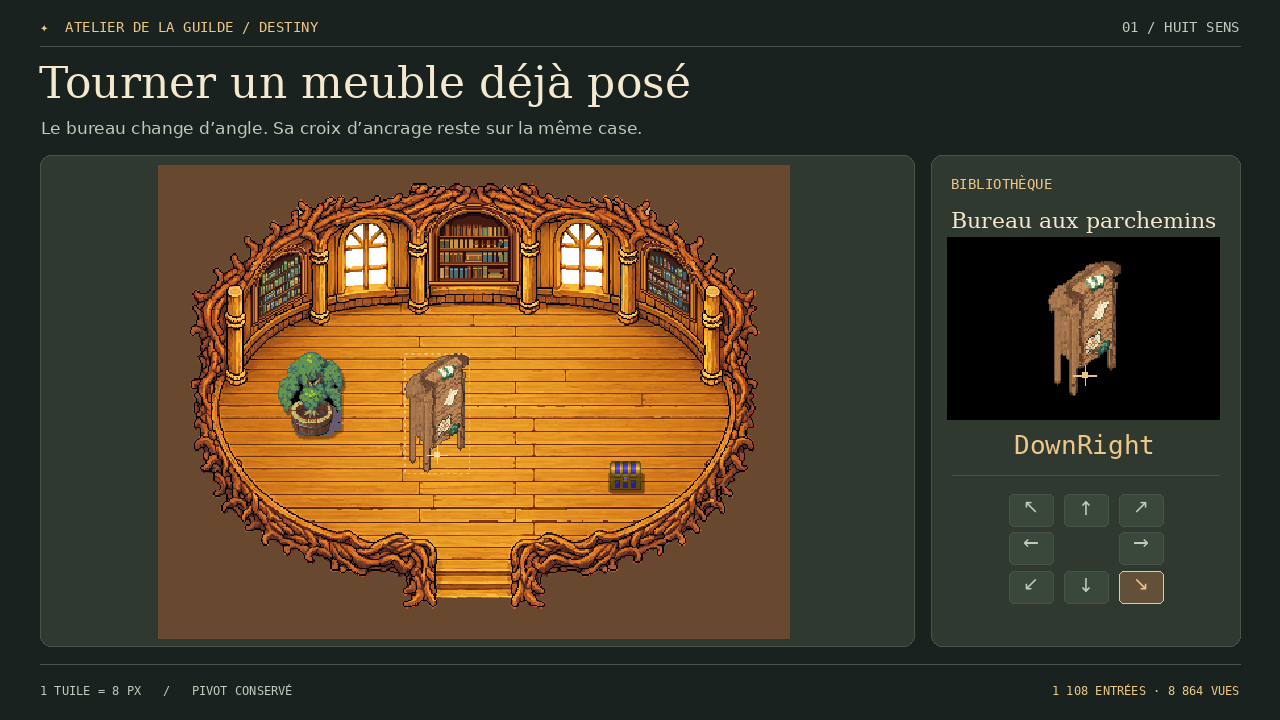 ✦ ATELIER DE LA GUILDE / DESTINY
01 / HUIT SENS
Tourner un meuble déjà posé
Le bureau change d’angle. Sa croix d’ancrage reste sur la même case.
BIBLIOTHÈQUE
Bureau aux parchemins
DownRight
↖ ↑ ↗
← →
↙ ↓ ↘
1 TUILE = 8 PX / PIVOT CONSERVÉ
1 108 ENTRÉES · 8 864 VUES